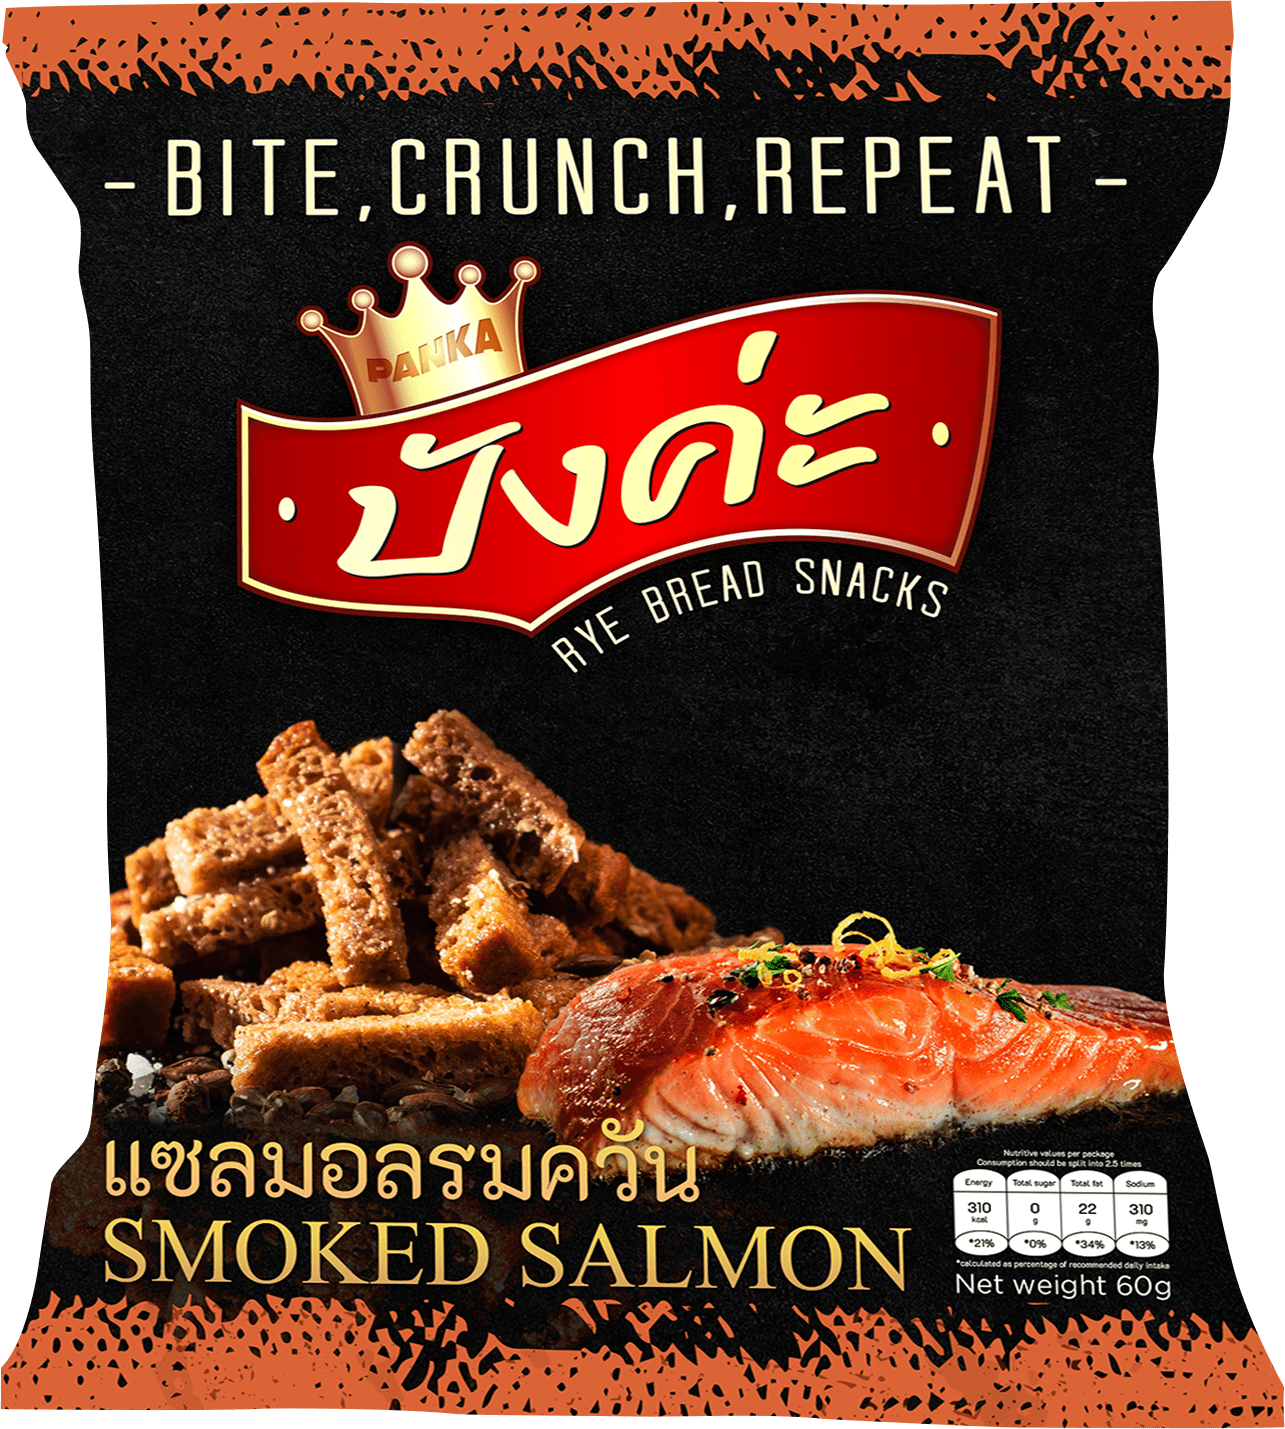 - BITE,CRUNCH,REPEAT -
PANKA
ปังค่ะ
RYE BREAD SNACKS
แซลมอลรมควัน
SMOKED SALMON
Nutritive values per package
Consumption should be split into 2.5 times
Energy Total sugar Total fat Sodium
310 0 22 310
kcal g g mg
*21% *0% *34% *13%
*calculated as percentage of recommended daily intake
Net weight 60g